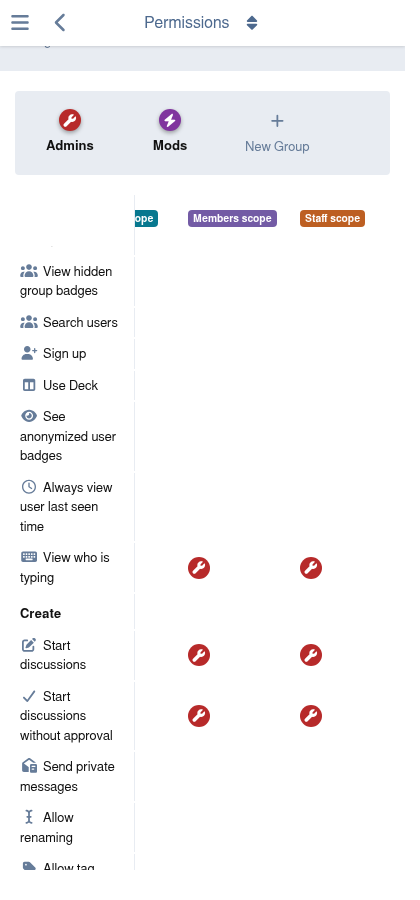 Permissions
Admins
Mods
New Group
ope
Members scope
Staff scope
View hidden
group badges
Search users
Sign up
Use Deck
See
anonymized user
badges
Always view
user last seen
time
View who is
typing
Create
Start
discussions
Start
discussions
without approval
Send private
messages
Allow
renaming
Allow tag